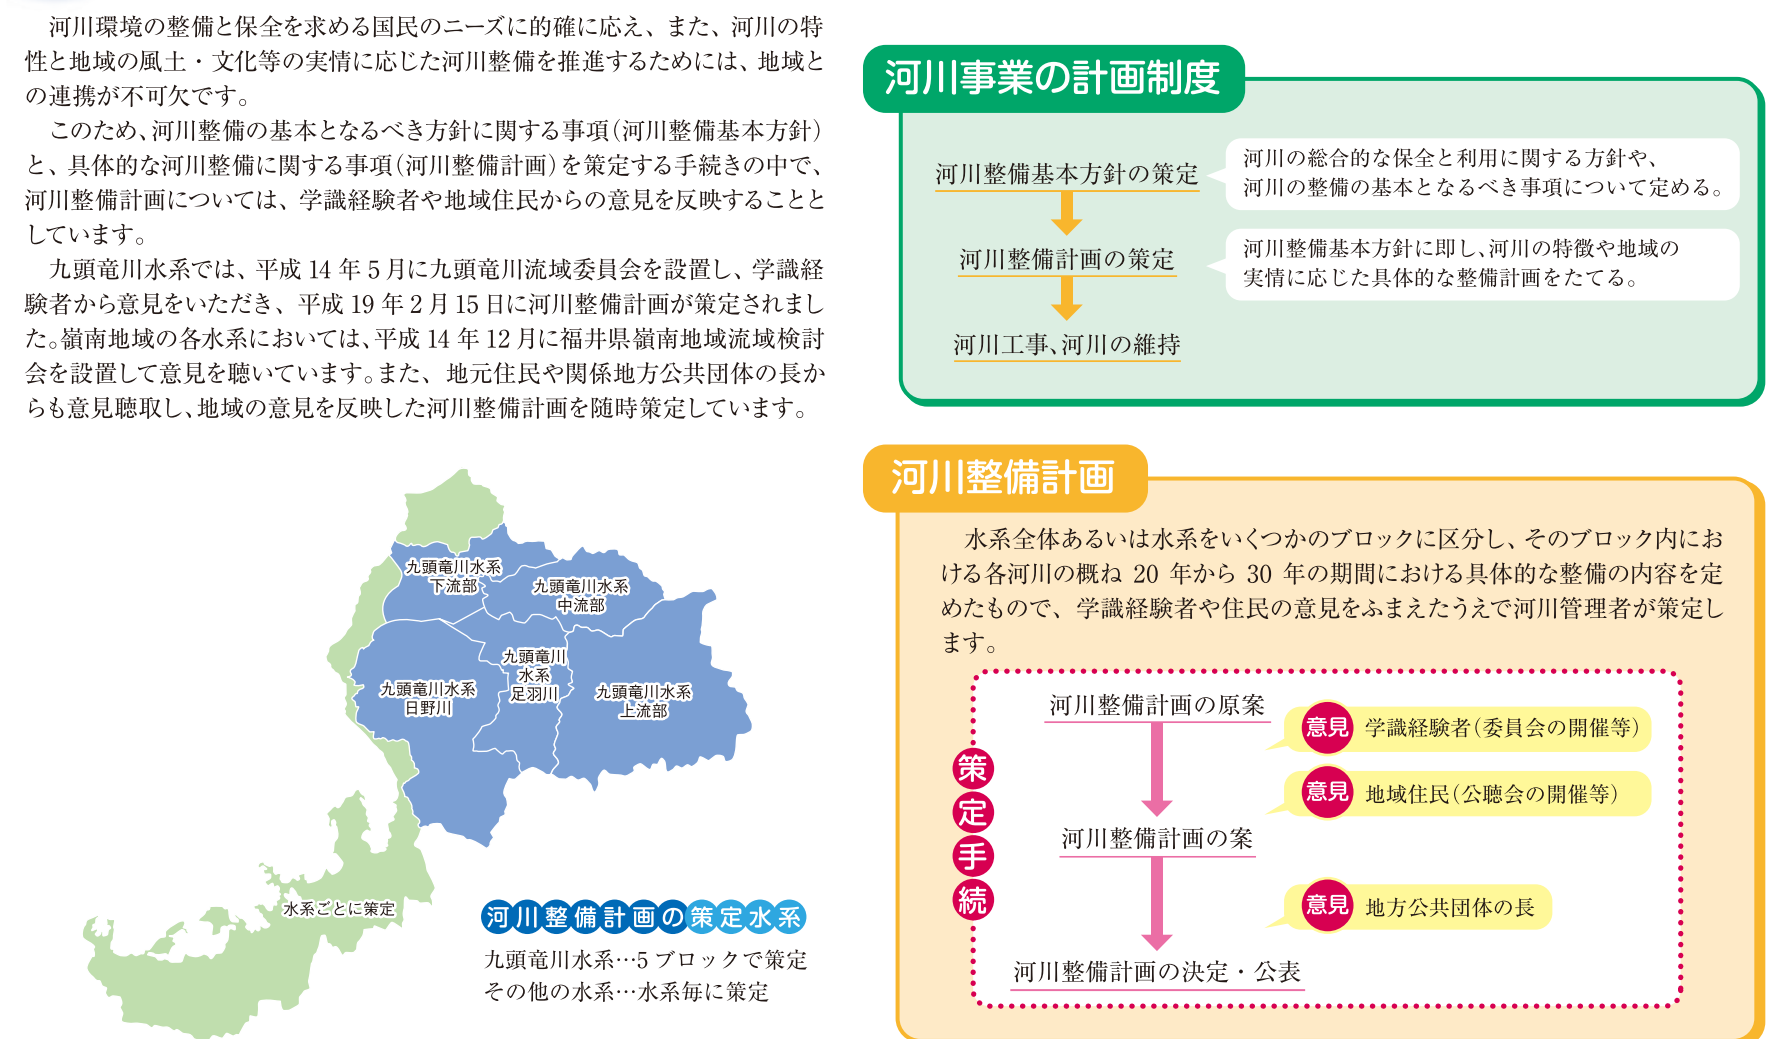 河川環境の整備と保全を求める国民のニーズに的確に応え、また、河川の特
性と地域の風土・文化等の実情に応じた河川整備を推進するためには、地域と
の連携が不可欠です。
このため、河川整備の基本となるべき方針に関する事項（河川整備基本方針）
と、具体的な河川整備に関する事項（河川整備計画）を策定する手続きの中で、
河川整備計画については、学識経験者や地域住民からの意見を反映することと
しています。
九頭竜川水系では、平成 14 年 5 月に九頭竜川流域委員会を設置し、学識経
験者から意見をいただき、平成 19 年 2 月 15 日に河川整備計画が策定されまし
た。嶺南地域の各水系においては、平成 14 年 12 月に福井県嶺南地域流域検討
会を設置して意見を聴いています。また、地元住民や関係地方公共団体の長か
らも意見聴取し、地域の意見を反映した河川整備計画を随時策定しています。
九頭竜川水系
下流部
九頭竜川水系
中流部
九頭竜川
水系
足羽川
九頭竜川水系
日野川
九頭竜川水系
上流部
水系ごとに策定
河川整備計画の策定水系
九頭竜川水系…5 ブロックで策定
その他の水系…水系毎に策定
河川事業の計画制度
河川整備基本方針の策定
河川の総合的な保全と利用に関する方針や、
河川の整備の基本となるべき事項について定める。
河川整備計画の策定
河川整備基本方針に即し、河川の特徴や地域の
実情に応じた具体的な整備計画をたてる。
河川工事、河川の維持
河川整備計画
水系全体あるいは水系をいくつかのブロックに区分し、そのブロック内にお
ける各河川の概ね 20 年から 30 年の期間における具体的な整備の内容を定
めたもので、学識経験者や住民の意見をふまえたうえで河川管理者が策定し
ます。
策定手続
河川整備計画の原案
意見 学識経験者（委員会の開催等）
意見 地域住民（公聴会の開催等）
河川整備計画の案
意見 地方公共団体の長
河川整備計画の決定・公表